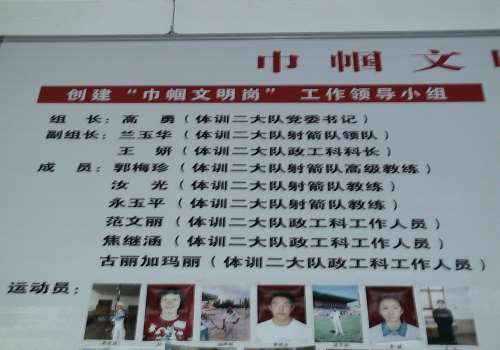 巾帼文
创建“巾帼文明岗” 工作领导小组
组 长：高 勇（体训二大队党委书记）
副组长：兰玉华（体训二大队射箭队领队）
王 妍（体训二大队政工科科长）
成 员：郭梅珍（体训二大队射箭队高级教练）
汝 光（体训二大队射箭队教练）
永玉平（体训二大队射箭队教练）
范文丽（体训二大队政工科工作人员）
焦继涵（体训二大队政工科工作人员）
古丽加玛丽（体训二大队政工科工作人员）
运动员：